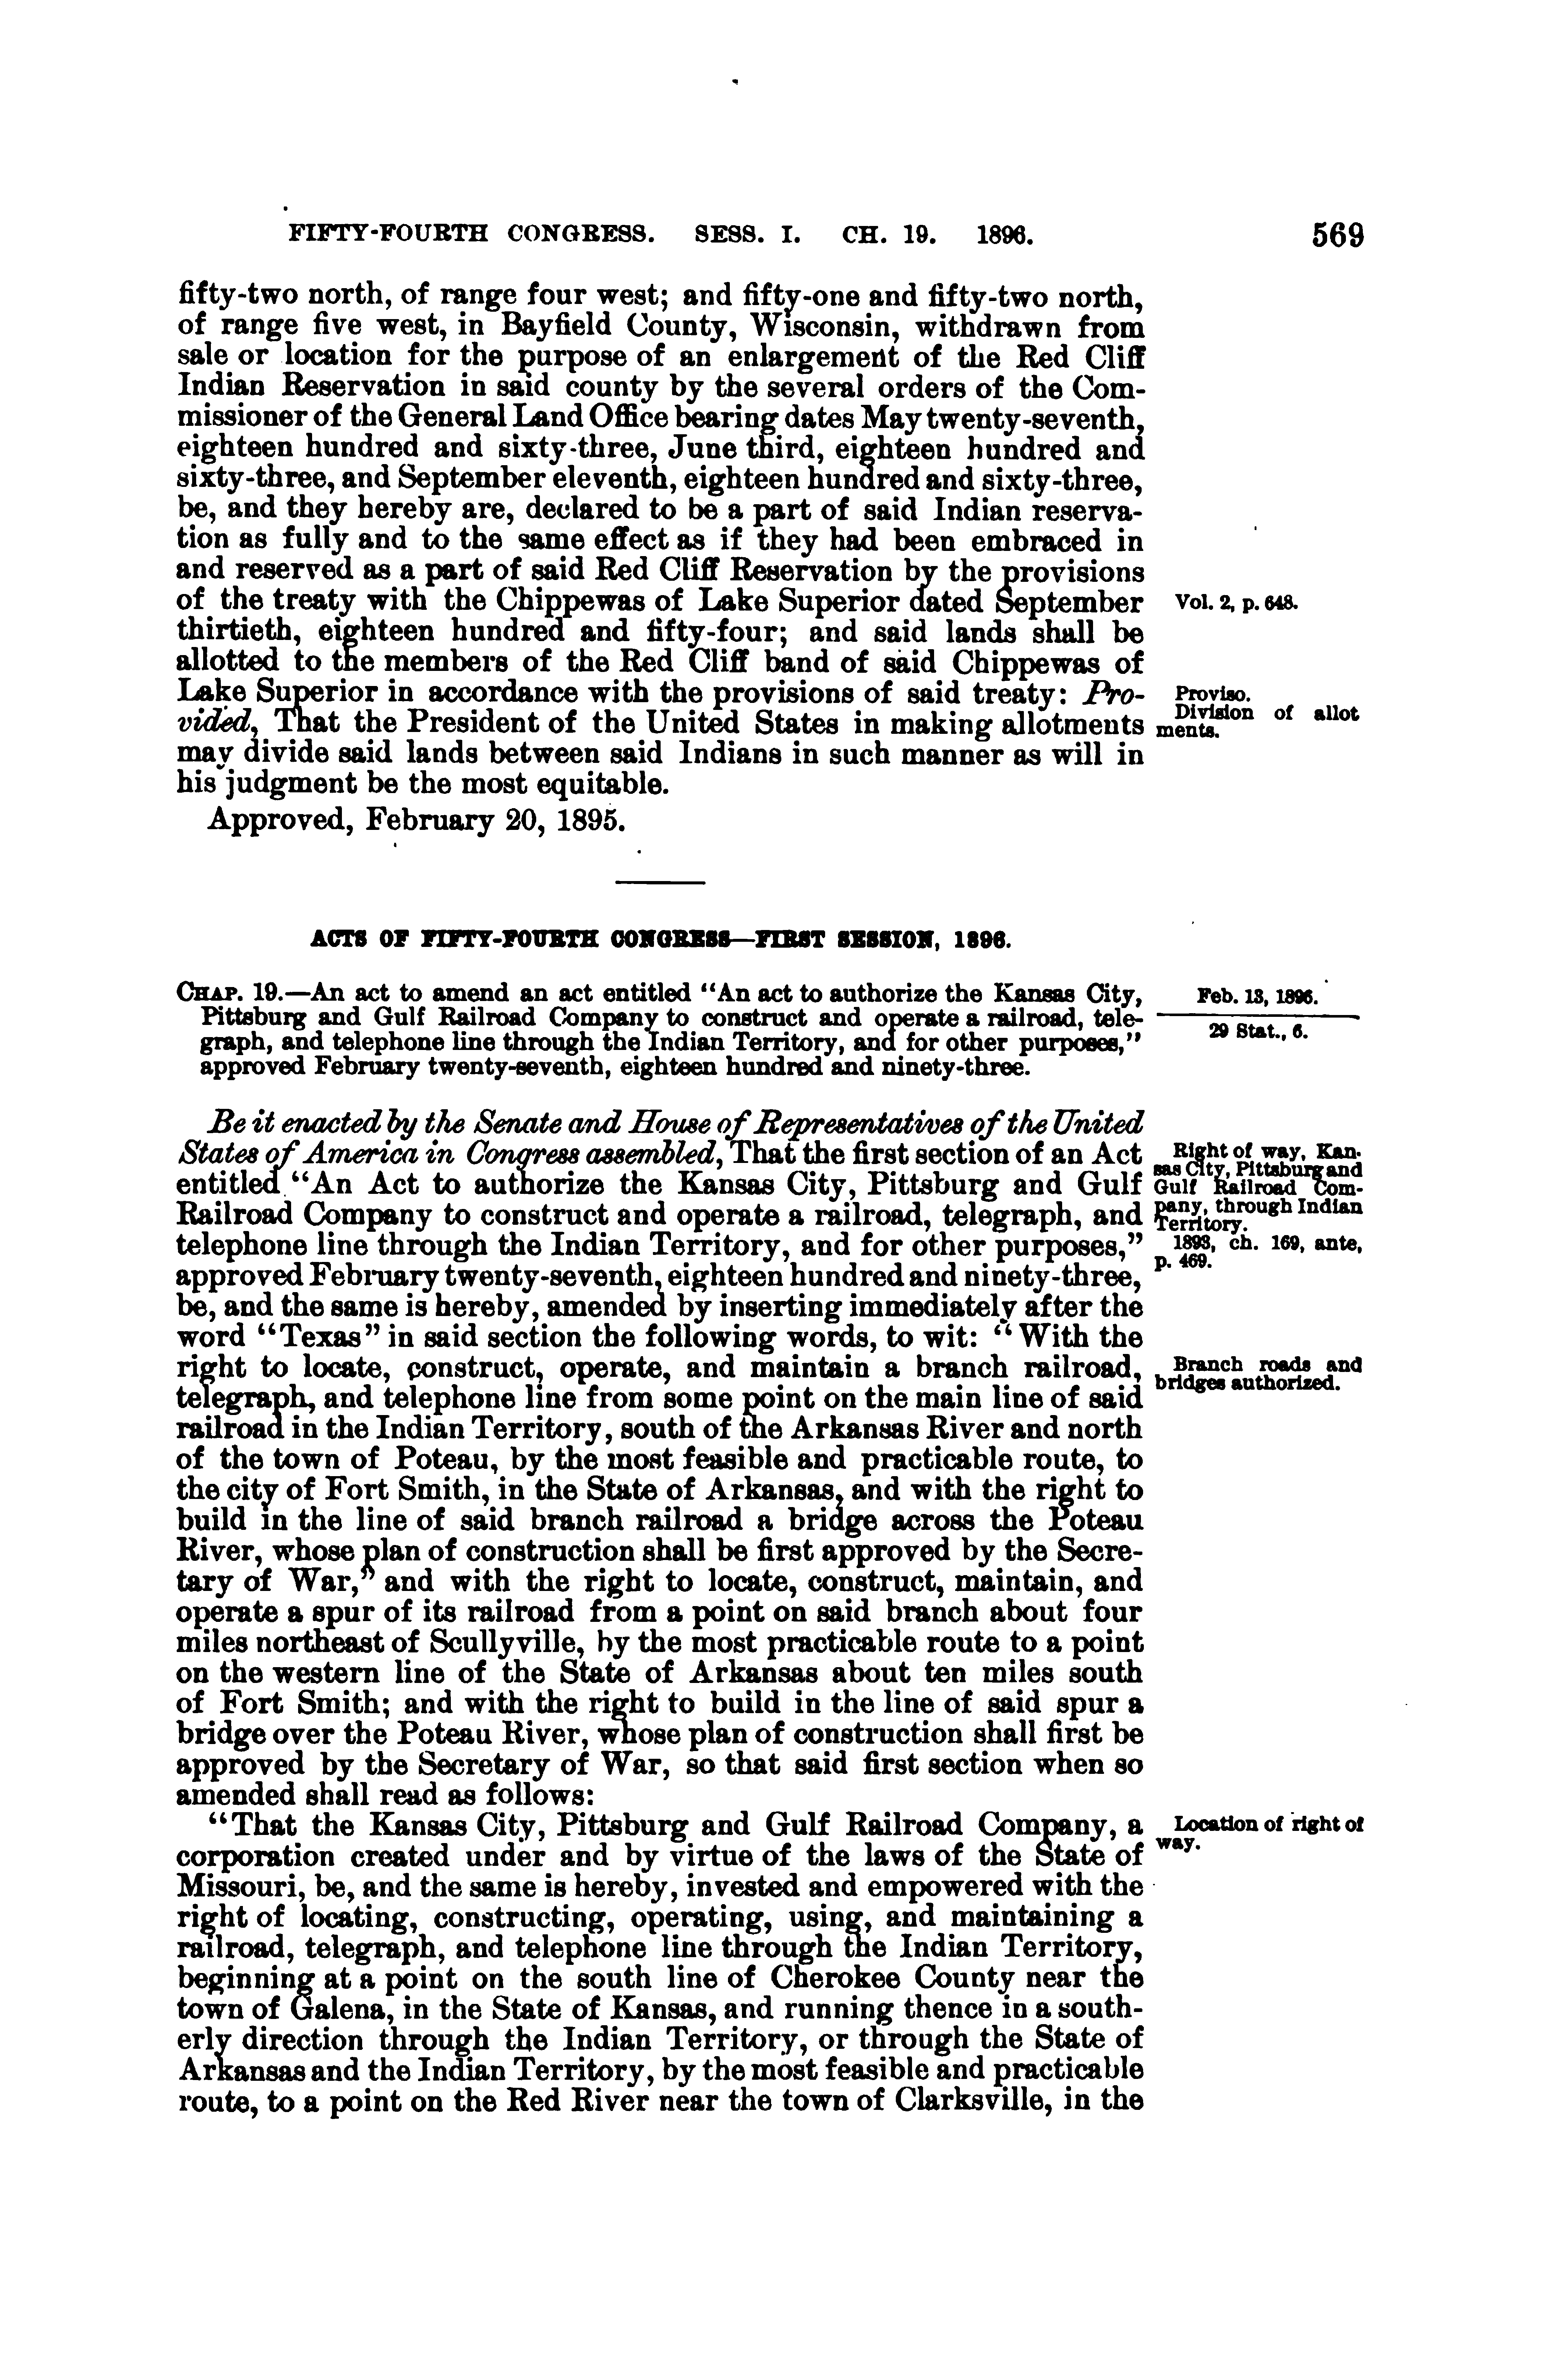 FIFTY-FOURTH CONGRESS. SESS. I. CH. 19. 1896. 569
fifty-two north, of range four west; and fifty-one and fifty-two north,
of range five west, in Bayfield County, Wisconsin, withdrawn from
sale or location for the purpose of an enlargement of the Red Cliff
Indian Reservation in said county by the several orders of the Com-
missioner of the General Land Office bearing dates May twenty-seventh,
eighteen hundred and sixty-three, June third, eighteen hundred and
sixty-three, and September eleventh, eighteen hundred and sixty-three,
be, and they hereby are, declared to be a part of said Indian reserva-
tion as fully and to the same effect as if they had been embraced in
and reserved as a part of said Red Cliff Reservation by the provisions
of the treaty with the Chippewas of Lake Superior dated September
thirtieth, eighteen hundred and fifty-four; and said lands shall be
allotted to the members of the Red Cliff band of said Chippewas of
Lake Superior in accordance with the provisions of said treaty: Pro-
vided, That the President of the United States in making allotments
may divide said lands between said Indians in such manner as will in
his judgment be the most equitable.
Vol. 2, p. 648.
Proviso.
Division of allot
ments.
Approved, February 20, 1895.
ACTS OF FIFTY-FOURTH CONGRESS—FIRST SESSION, 1896.
CHAP. 19.—An act to amend an act entitled "An act to authorize the Kansas City,
Pittsburg and Gulf Railroad Company to construct and operate a railroad, tele-
graph, and telephone line through the Indian Territory, and for other purposes,"
approved February twenty-seventh, eighteen hundred and ninety-three.
Feb. 13, 1896.
29 Stat., 6.
Be it enacted by the Senate and House of Representatives of the United
States of America in Congress assembled, That the first section of an Act
entitled "An Act to authorize the Kansas City, Pittsburg and Gulf
Railroad Company to construct and operate a railroad, telegraph, and
telephone line through the Indian Territory, and for other purposes,"
approved February twenty-seventh, eighteen hundred and ninety-three,
be, and the same is hereby, amended by inserting immediately after the
word "Texas" in said section the following words, to wit: "With the
right to locate, construct, operate, and maintain a branch railroad,
telegraph, and telephone line from some point on the main line of said
railroad in the Indian Territory, south of the Arkansas River and north
of the town of Poteau, by the most feasible and practicable route, to
the city of Fort Smith, in the State of Arkansas, and with the right to
build in the line of said branch railroad a bridge across the Poteau
River, whose plan of construction shall be first approved by the Secre-
tary of War," and with the right to locate, construct, maintain, and
operate a spur of its railroad from a point on said branch about four
miles northeast of Scullyville, by the most practicable route to a point
on the western line of the State of Arkansas about ten miles south
of Fort Smith; and with the right to build in the line of said spur a
bridge over the Poteau River, whose plan of construction shall first be
approved by the Secretary of War, so that said first section when so
amended shall read as follows:
Right of way, Kan-
sas City, Pittsburg and
Gulf Railroad Com-
pany, through Indian
Territory.
1893, ch. 169, ante,
p. 469.
Branch roads and
bridges authorized.
"That the Kansas City, Pittsburg and Gulf Railroad Company, a
corporation created under and by virtue of the laws of the State of
Missouri, be, and the same is hereby, invested and empowered with the
right of locating, constructing, operating, using, and maintaining a
railroad, telegraph, and telephone line through the Indian Territory,
beginning at a point on the south line of Cherokee County near the
town of Galena, in the State of Kansas, and running thence in a south-
erly direction through the Indian Territory, or through the State of
Arkansas and the Indian Territory, by the most feasible and practicable
route, to a point on the Red River near the town of Clarksville, in the
Location of right of
way.